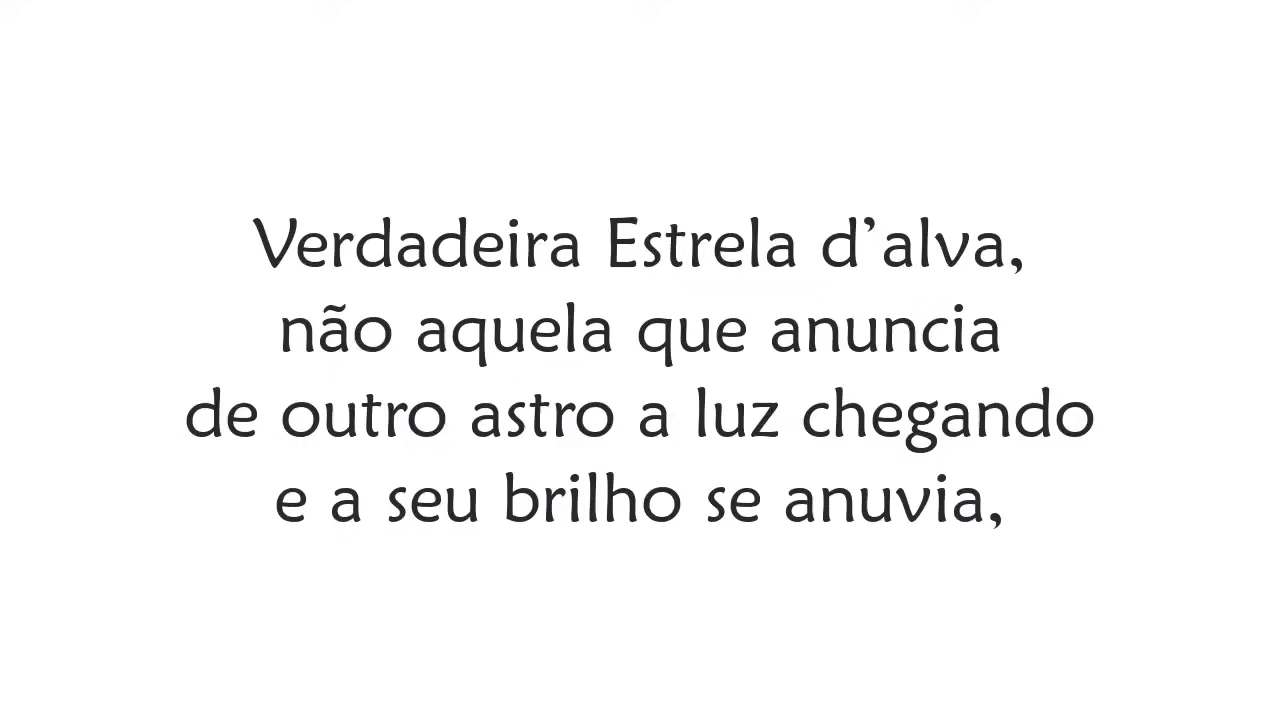 Verdadeira Estrela d’alva,
não aquela que anuncia
de outro astro a luz chegando
e a seu brilho se anuvia,